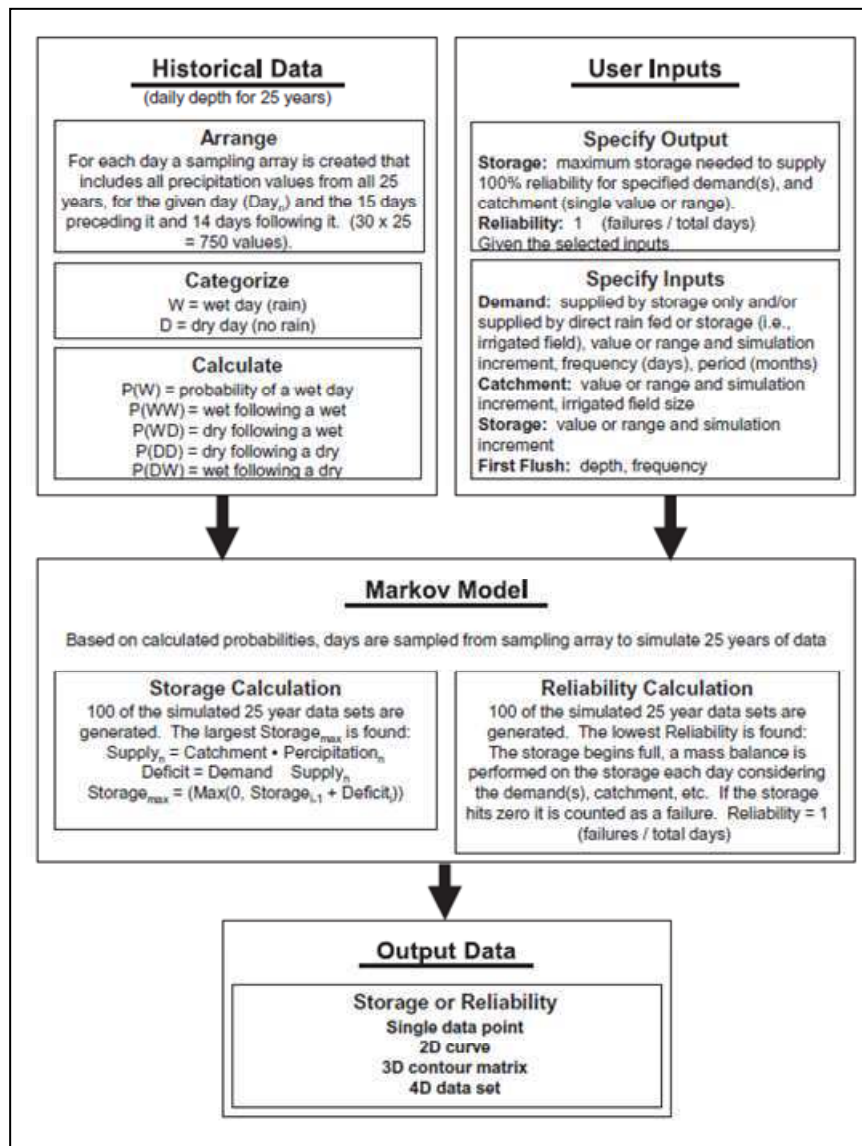 Historical Data
(daily depth for 25 years)
Arrange
For each day a sampling array is created that
includes all precipitation values from all 25
years, for the given day (Dayn) and the 15 days
preceding it and 14 days following it. (30 x 25
= 750 values).
Categorize
W = wet day (rain)
D = dry day (no rain)
Calculate
P(W) = probability of a wet day
P(WW) = wet following a wet
P(WD) = dry following a wet
P(DD) = dry following a dry
P(DW) = wet following a dry
User Inputs
Specify Output
Storage: maximum storage needed to supply
100% reliability for specified demand(s), and
catchment (single value or range).
Reliability: 1 (failures / total days)
Given the selected inputs
Specify Inputs
Demand: supplied by storage only and/or
supplied by direct rain fed or storage (i.e.,
irrigated field), value or range and simulation
increment, frequency (days), period (months)
Catchment: value or range and simulation
increment, irrigated field size
Storage: value or range and simulation
increment
First Flush: depth, frequency
Markov Model
Based on calculated probabilities, days are sampled from sampling array to simulate 25 years of data
Storage Calculation
100 of the simulated 25 year data sets are
generated. The largest Storagemax is found:
Supplyn = Catchment • Percipitationn
Deficit = Demand Supplyn
Storagemax = (Max(0, Storagei,1 + Deficiti))
Reliability Calculation
100 of the simulated 25 year data sets are
generated. The lowest Reliability is found:
The storage begins full, a mass balance is
performed on the storage each day considering
the demand(s), catchment, etc. If the storage
hits zero it is counted as a failure. Reliability = 1
(failures / total days)
Output Data
Storage or Reliability
Single data point
2D curve
3D contour matrix
4D data set